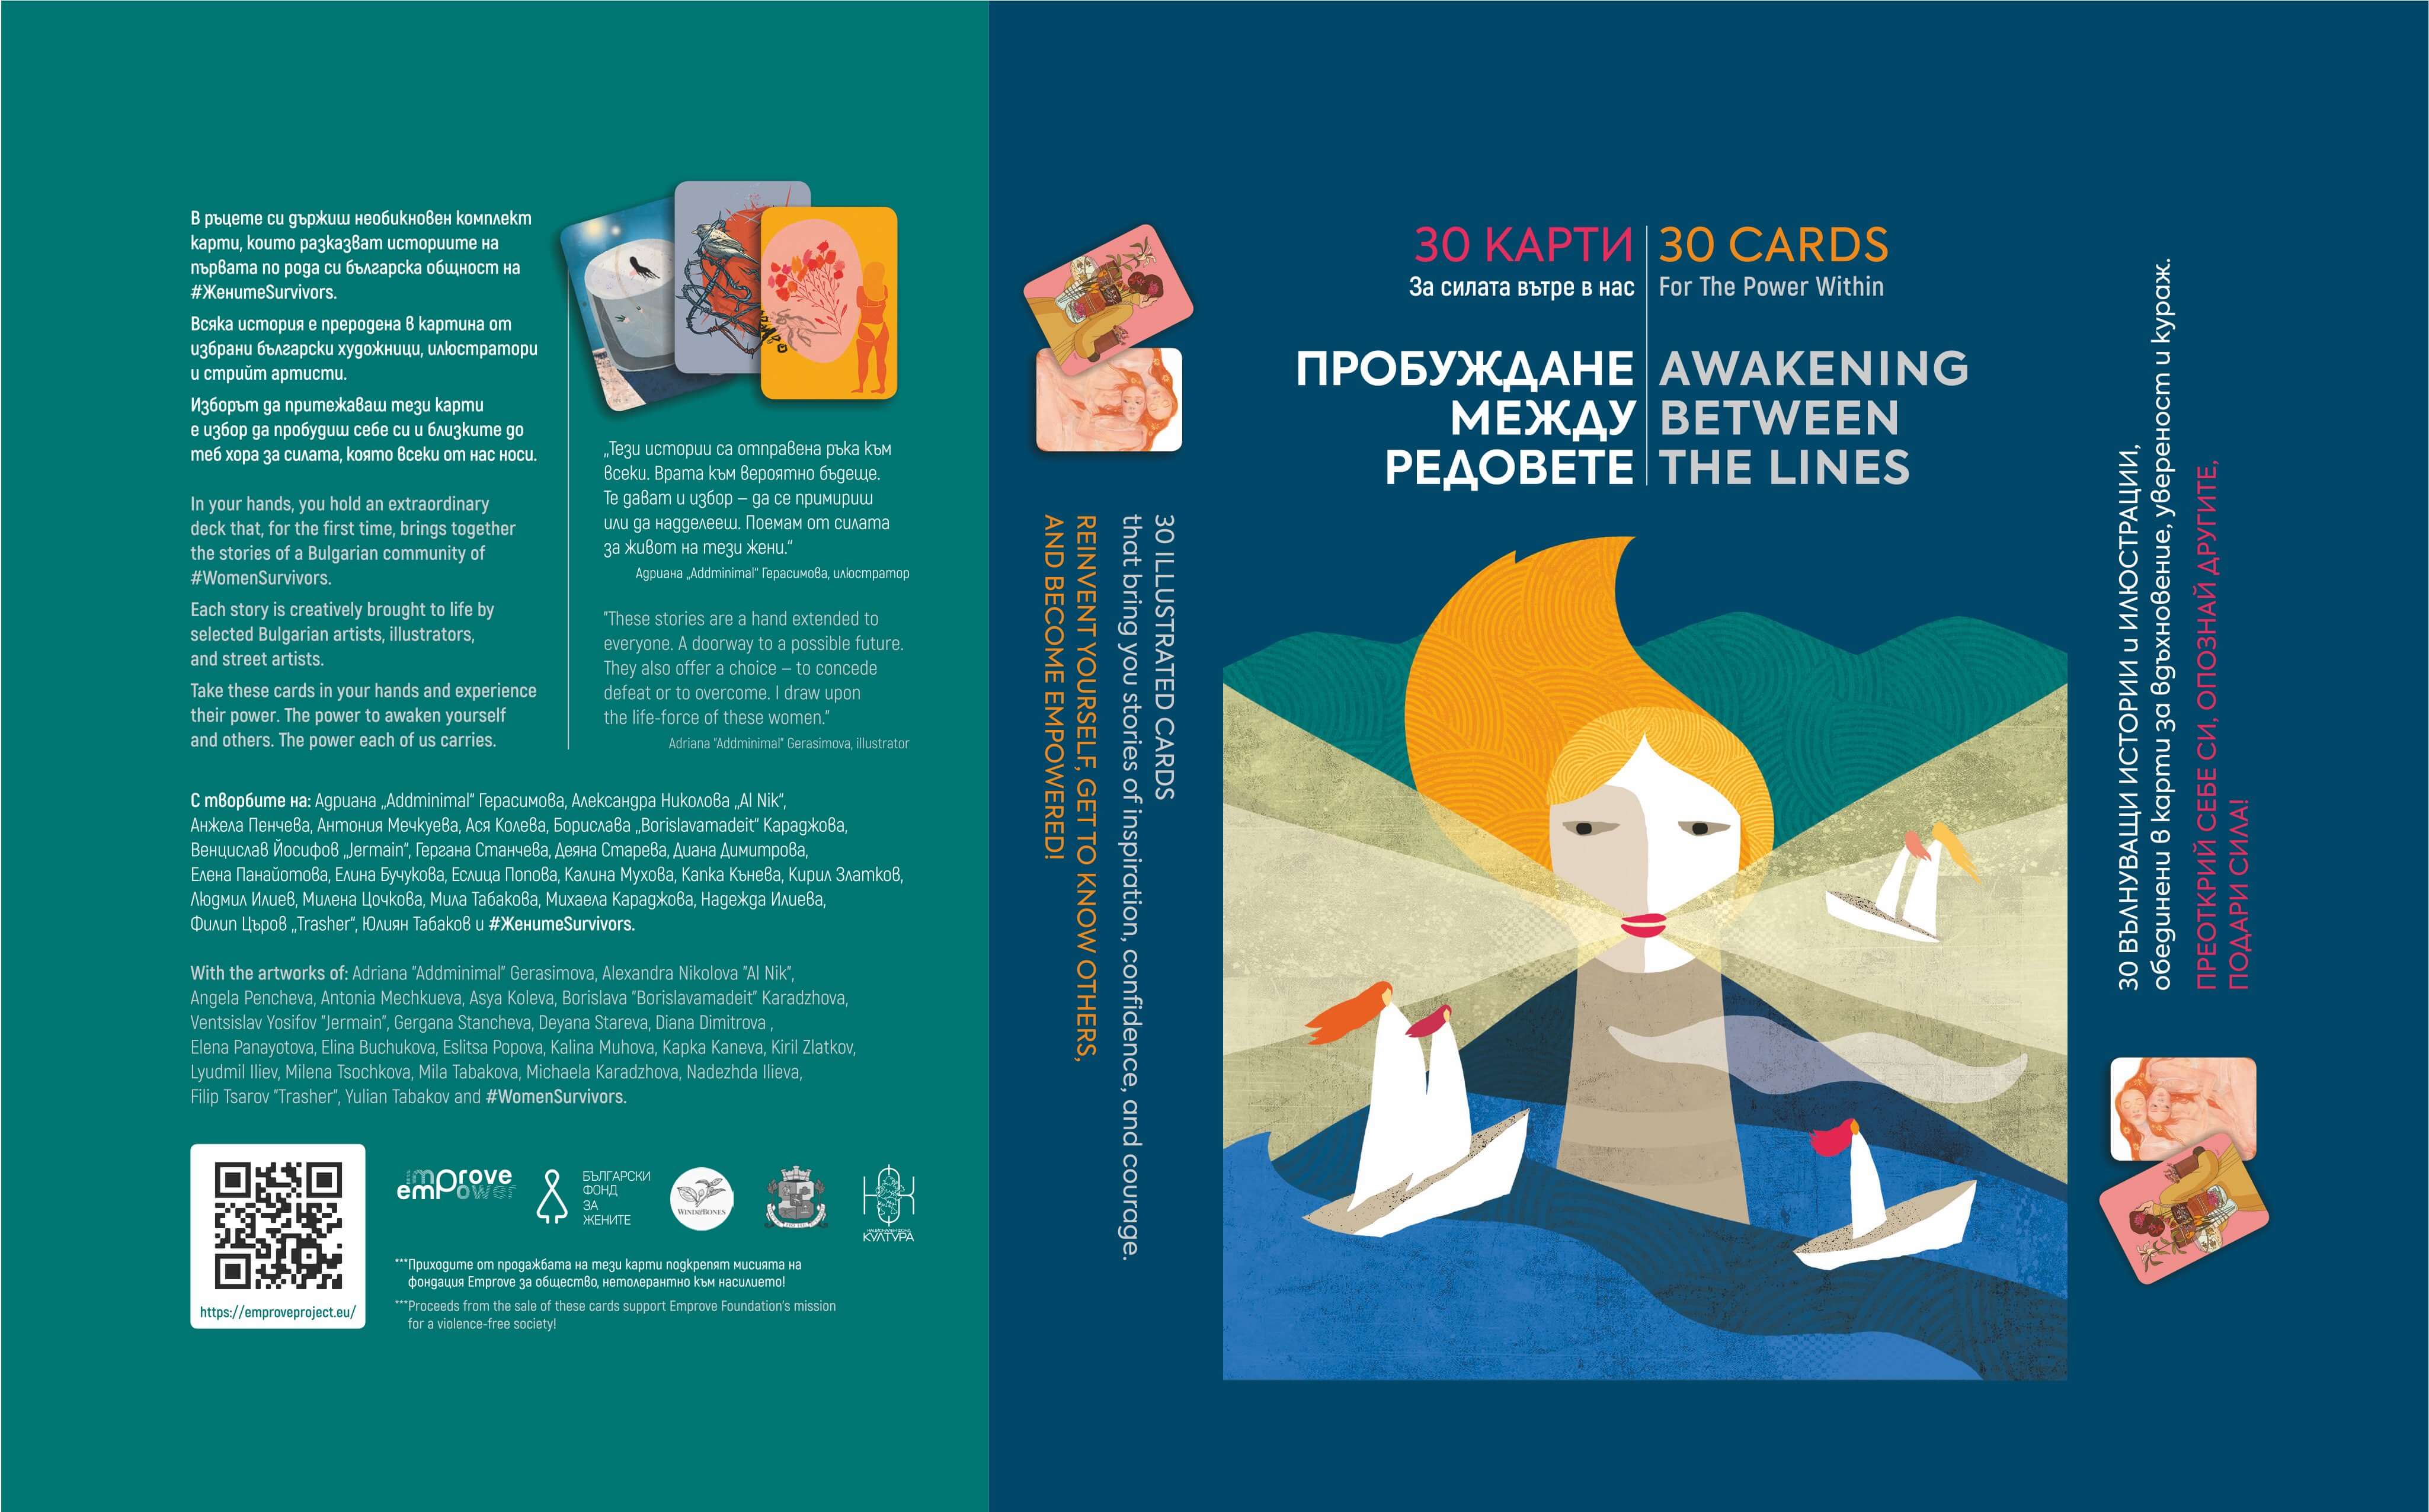 В ръцете си държиш необикновен комплект
карти, които разказват историите на
първата по рода си българска общност на
#ЖенитеSurvivors.
Всяка история е преродена в картина от
избрани български художници, илюстратори
и стрийт артисти.
Изборът да притежаваш тези карти
е избор да пробудиш себе си и близките до
теб хора за силата, която всеки от нас носи.
In your hands, you hold an extraordinary
deck that, for the first time, brings together
the stories of a Bulgarian community of
#WomenSurvivors.
Each story is creatively brought to life by
selected Bulgarian artists, illustrators,
and street artists.
Take these cards in your hands and experience
their power. The power to awaken yourself
and others. The power each of us carries.
„Тези истории са отправена ръка към
всеки. Врата към вероятно бъдеще.
Те дават и избор – да се примириш
или да надделееш. Поемам от силата
за живот на тези жени.“
Адриана „Addminimal“ Герасимова, илюстратор
"These stories are a hand extended to
everyone. A doorway to a possible future.
They also offer a choice – to concede
defeat or to overcome. I draw upon
the life-force of these women."
Adriana "Addminimal" Gerasimova, illustrator
С творбите на: Адриана „Addminimal“ Герасимова, Александра Николова „Al Nik“,
Анжела Пенчева, Антония Мечкуева, Ася Колева, Борислава „Borislavamadeit“ Караджова,
Венцислав Йосифов „Jermain“, Гергана Станчева, Деяна Старева, Диана Димитрова,
Елена Панайотова, Елина Бучукова, Еслица Попова, Калина Мухова, Капка Кънева, Кирил Златков,
Людмил Илиев, Милена Цочкова, Мила Табакова, Михаела Караджова, Надежда Илиева,
Филип Църов „Trasher“, Юлиян Табаков и #ЖенитеSurvivors.
With the artworks of: Adriana "Addminimal" Gerasimova, Alexandra Nikolova "Al Nik",
Angela Pencheva, Antonia Mechkueva, Asya Koleva, Borislava "Borislavamadeit" Karadzhova,
Ventsislav Yosifov "Jermain", Gergana Stancheva, Deyana Stareva, Diana Dimitrova ,
Elena Panayotova, Elina Buchukova, Eslitsa Popova, Kalina Muhova, Kapka Kaneva, Kiril Zlatkov,
Lyudmil Iliev, Milena Tsochkova, Mila Tabakova, Michaela Karadzhova, Nadezhda Ilieva,
Filip Tsarov "Trasher", Yulian Tabakov and #WomenSurvivors.
https://emproveproject.eu/
improve
empower
БЪЛГАРСКИ
ФОНД
ЗА
ЖЕНИТЕ
WIND&BONES
НАЦИОНАЛЕН ФОНД
КУЛТУРА
***Приходите от продажбата на тези карти подкрепят мисията на
фондация Emprove за общество, нетолерантно към насилието!
***Proceeds from the sale of these cards support Emprove Foundation's mission
for a violence-free society!
30 ILLUSTRATED CARDS
that bring you stories of inspiration, confidence, and courage.
REINVENT YOURSELF, GET TO KNOW OTHERS,
AND BECOME EMPOWERED!
30 КАРТИ
За силата вътре в нас
ПРОБУЖДАНЕ
МЕЖДУ
РЕДОВЕТЕ
30 CARDS
For The Power Within
AWAKENING
BETWEEN
THE LINES
30 ВЪЛНУВАЩИ ИСТОРИИ и ИЛЮСТРАЦИИ,
обединени в карти за вдъхновение, увереност и кураж.
ПРЕОТКРИЙ СЕБЕ СИ, ОПОЗНАЙ ДРУГИТЕ,
ПОДАРИ СИЛА!